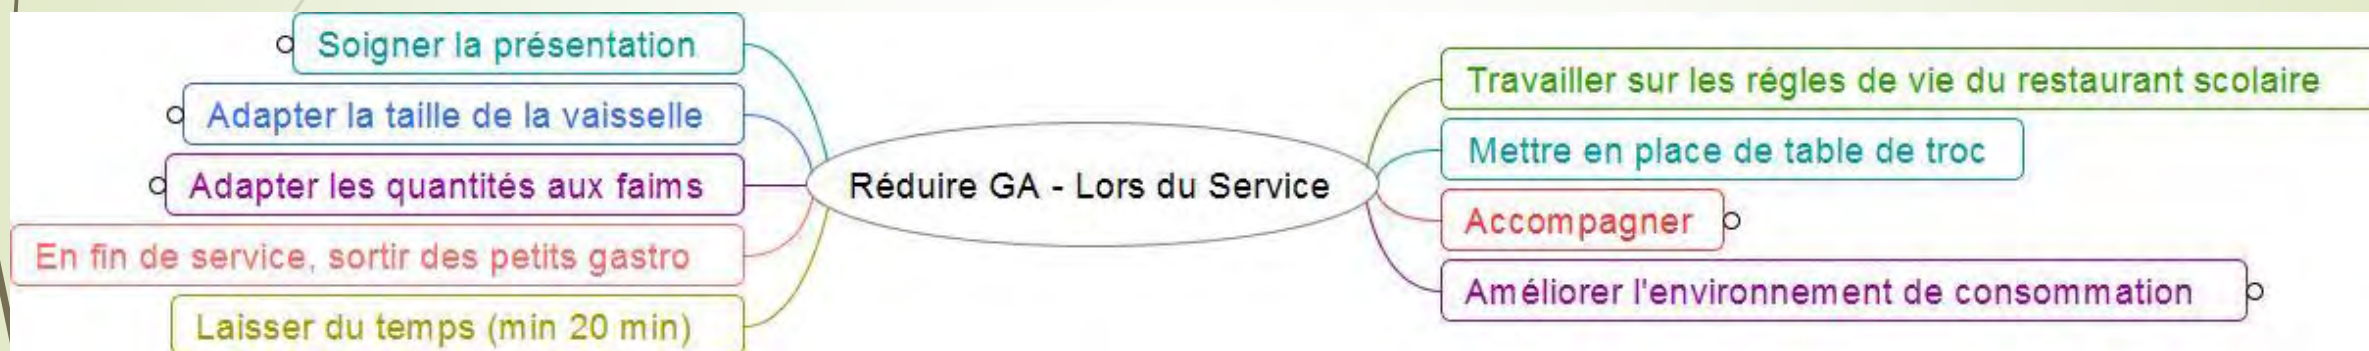 Soigner la présentation
Adapter la taille de la vaisselle
Adapter les quantités aux faims
En fin de service, sortir des petits gastro
Laisser du temps (min 20 min)
Réduire GA - Lors du Service
Travailler sur les régles de vie du restaurant scolaire
Mettre en place de table de troc
Accompagner
Améliorer l'environnement de consommation